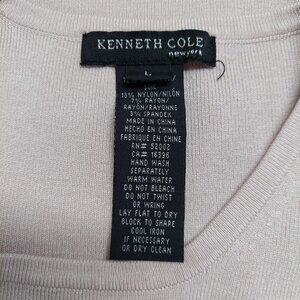 KENNETH COLE
new york
L
18% NYLON/NILON
7% RAYON/
RAYON/RAYONNE
3% SPANDEX
MADE IN CHINA
HECHO EN CHINA
FABRIQUE EN CHINE
RN# 52002
CA# 16396
HAND WASH
SEPARATELY
WARM WATER
DO NOT BLEACH
DO NOT TWIST
OR WRING
LAY FLAT TO DRY
BLOCK TO SHAPE
COOL IRON
IF NECESSARY
OR DRY CLEAN